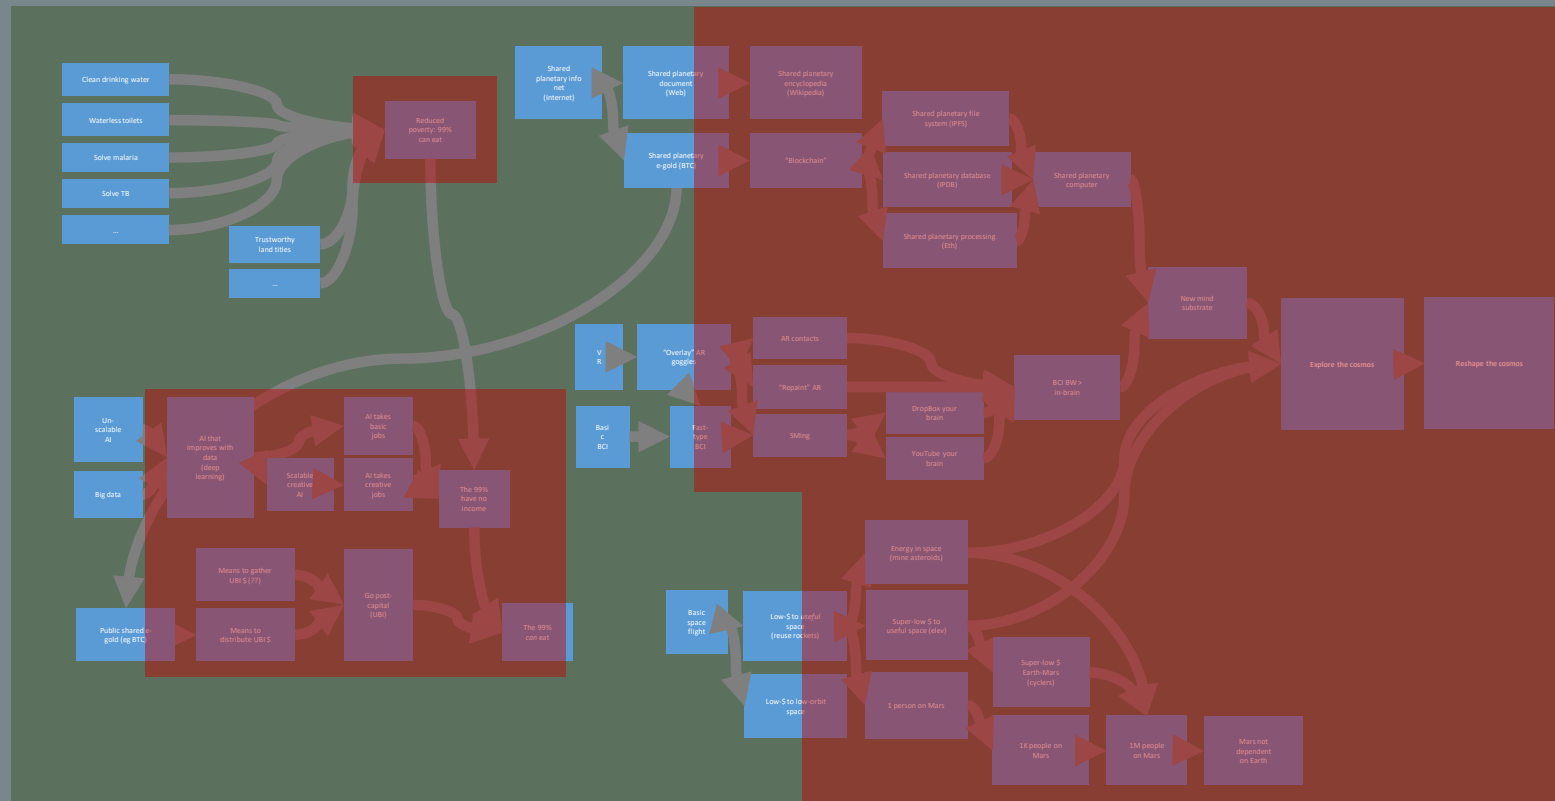 Clean drinking water
Waterless toilets
Solve malaria
Solve TB
...
Trustworthy
land titles
...
Reduced
poverty: 99%
can eat
Shared
planetary info
net
(Internet)
Shared planetary
document
(Web)
Shared planetary
encyclopedia
(Wikipedia)
Shared planetary
e-gold (BTC)
"Blockchain"
Shared planetary file
system (IPFS)
Shared planetary database
(IPDB)
Shared planetary processing
(Eth)
Shared planetary
computer
New mind
substrate
Explore the cosmos
Reshape the cosmos
V
R
"Overlay" AR
goggles
AR contacts
"Repaint" AR
BCI BW >
in-brain
Basi
c
BCI
Fast-
type
BCI
SMing
DropBox your
brain
YouTube your
brain
Un-
scalable
AI
Big data
AI that
improves with
data
(deep
learning)
AI takes
basic
jobs
Scalable
creative
AI
AI takes
creative
jobs
The 99%
have no
income
Means to gather
UBI $ (??)
Go post-
capital
(UBI)
Public shared e-
gold (eg BTC)
Means to
distribute UBI $
The 99%
can eat
Basic
space
flight
Low-$ to useful
space
(reuse rockets)
Low-$ to low-orbit
space
Energy in space
(mine asteroids)
Super-low $ to
useful space (elev)
1 person on Mars
Super-low $
Earth-Mars
(cyclers)
1K people on
Mars
1M people
on Mars
Mars not
dependent
on Earth